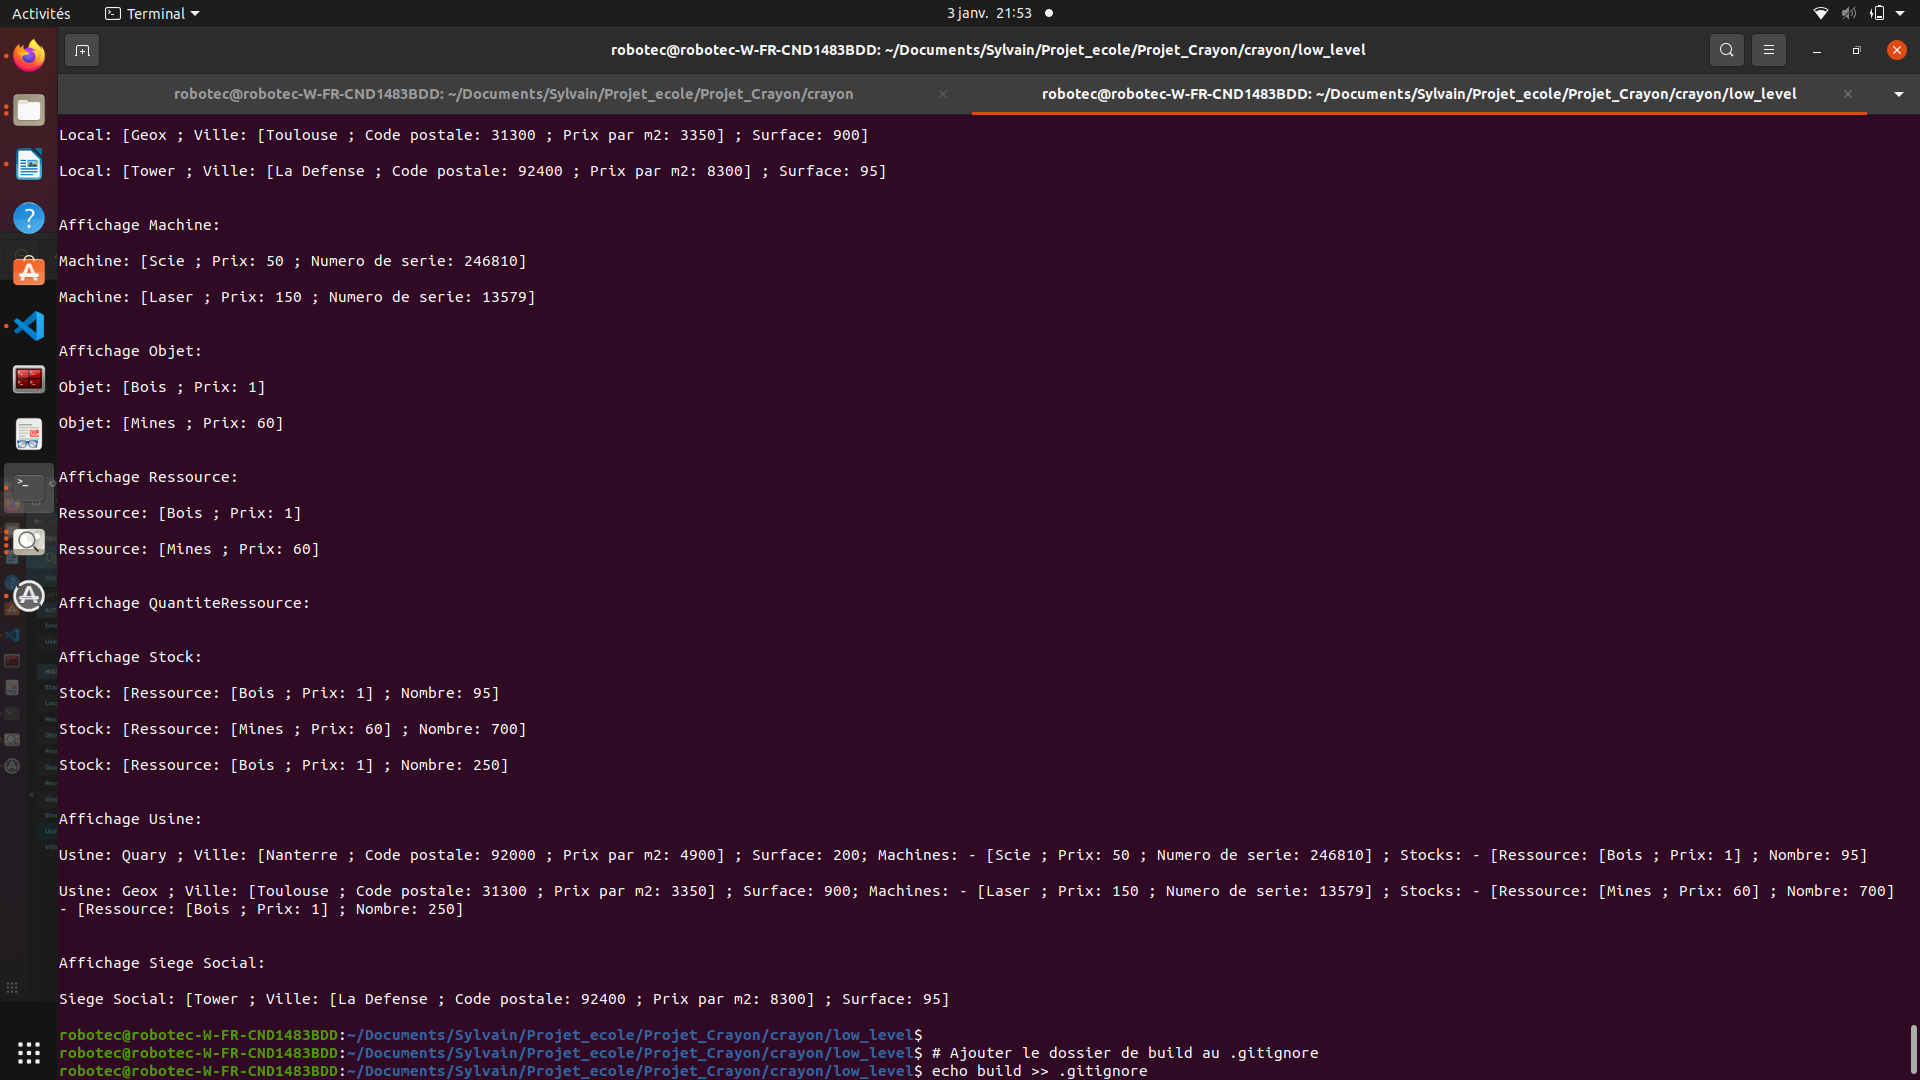 Activités
Terminal
3 janv. 21:53
robotec@robotec-W-FR-CND1483BDD: ~/Documents/Sylvain/Projet_ecole/Projet_Crayon/crayon/low_level
robotec@robotec-W-FR-CND1483BDD: ~/Documents/Sylvain/Projet_ecole/Projet_Crayon/crayon
robotec@robotec-W-FR-CND1483BDD: ~/Documents/Sylvain/Projet_ecole/Projet_Crayon/crayon/low_level
Local: [Geox ; Ville: [Toulouse ; Code postale: 31300 ; Prix par m2: 3350] ; Surface: 900]
Local: [Tower ; Ville: [La Defense ; Code postale: 92400 ; Prix par m2: 8300] ; Surface: 95]
Affichage Machine:
Machine: [Scie ; Prix: 50 ; Numero de serie: 246810]
Machine: [Laser ; Prix: 150 ; Numero de serie: 13579]
Affichage Objet:
Objet: [Bois ; Prix: 1]
Objet: [Mines ; Prix: 60]
Affichage Ressource:
Ressource: [Bois ; Prix: 1]
Ressource: [Mines ; Prix: 60]
Affichage QuantiteRessource:
Affichage Stock:
Stock: [Ressource: [Bois ; Prix: 1] ; Nombre: 95]
Stock: [Ressource: [Mines ; Prix: 60] ; Nombre: 700]
Stock: [Ressource: [Bois ; Prix: 1] ; Nombre: 250]
Affichage Usine:
Usine: Quary ; Ville: [Nanterre ; Code postale: 92000 ; Prix par m2: 4900] ; Surface: 200; Machines: - [Scie ; Prix: 50 ; Numero de serie: 246810] ; Stocks: - [Ressource: [Bois ; Prix: 1] ; Nombre: 95]
Usine: Geox ; Ville: [Toulouse ; Code postale: 31300 ; Prix par m2: 3350] ; Surface: 900; Machines: - [Laser ; Prix: 150 ; Numero de serie: 13579] ; Stocks: - [Ressource: [Mines ; Prix: 60] ; Nombre: 700]
- [Ressource: [Bois ; Prix: 1] ; Nombre: 250]
Affichage Siege Social:
Siege Social: [Tower ; Ville: [La Defense ; Code postale: 92400 ; Prix par m2: 8300] ; Surface: 95]
robotec@robotec-W-FR-CND1483BDD:~/Documents/Sylvain/Projet_ecole/Projet_Crayon/crayon/low_level$
robotec@robotec-W-FR-CND1483BDD:~/Documents/Sylvain/Projet_ecole/Projet_Crayon/crayon/low_level$ # Ajouter le dossier de build au .gitignore
robotec@robotec-W-FR-CND1483BDD:~/Documents/Sylvain/Projet_ecole/Projet_Crayon/crayon/low_level$ echo build >> .gitignore